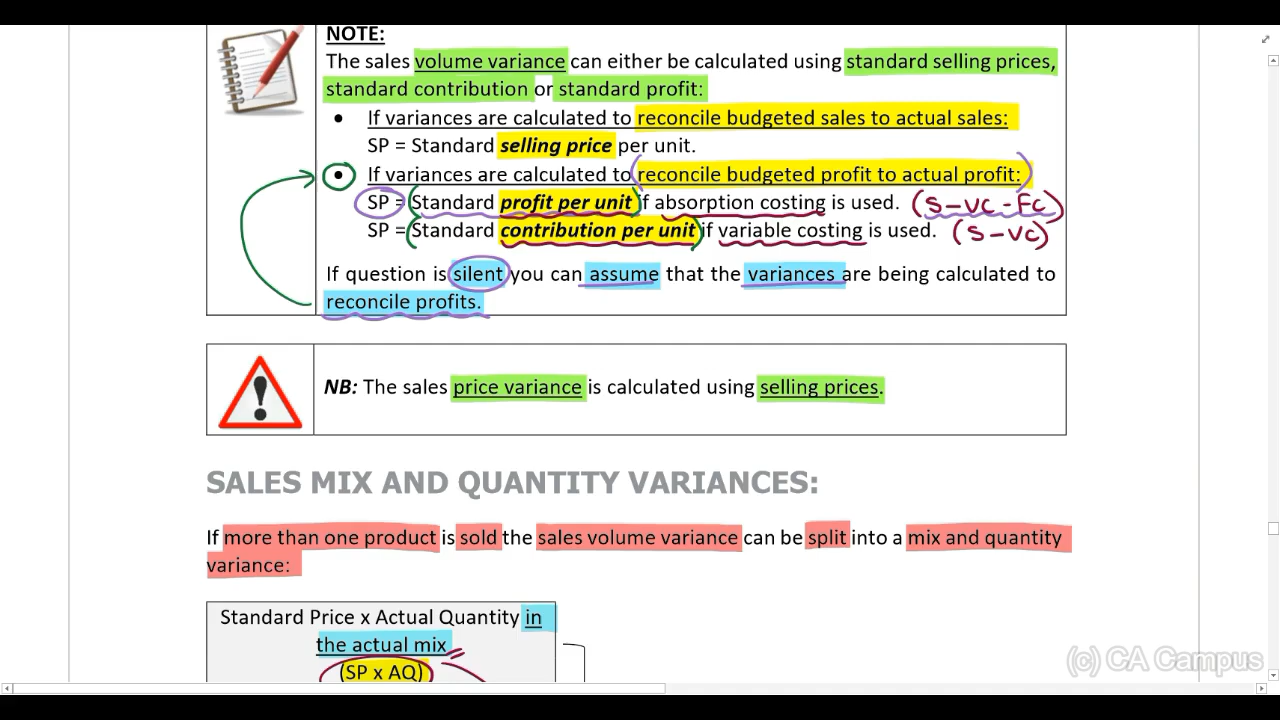 NOTE:
The sales volume variance can either be calculated using standard selling prices,
standard contribution or standard profit:
• If variances are calculated to reconcile budgeted sales to actual sales:
SP = Standard selling price per unit.
• If variances are calculated to reconcile budgeted profit to actual profit:
SP = Standard profit per unit if absorption costing is used. (S-VC-FC)
SP = Standard contribution per unit if variable costing is used. (S-VC)
If question is silent you can assume that the variances are being calculated to
reconcile profits.
NB: The sales price variance is calculated using selling prices.
SALES MIX AND QUANTITY VARIANCES:
If more than one product is sold the sales volume variance can be split into a mix and quantity
variance:
Standard Price x Actual Quantity in
the actual mix
(SP x AQ)
(c) CA Campus